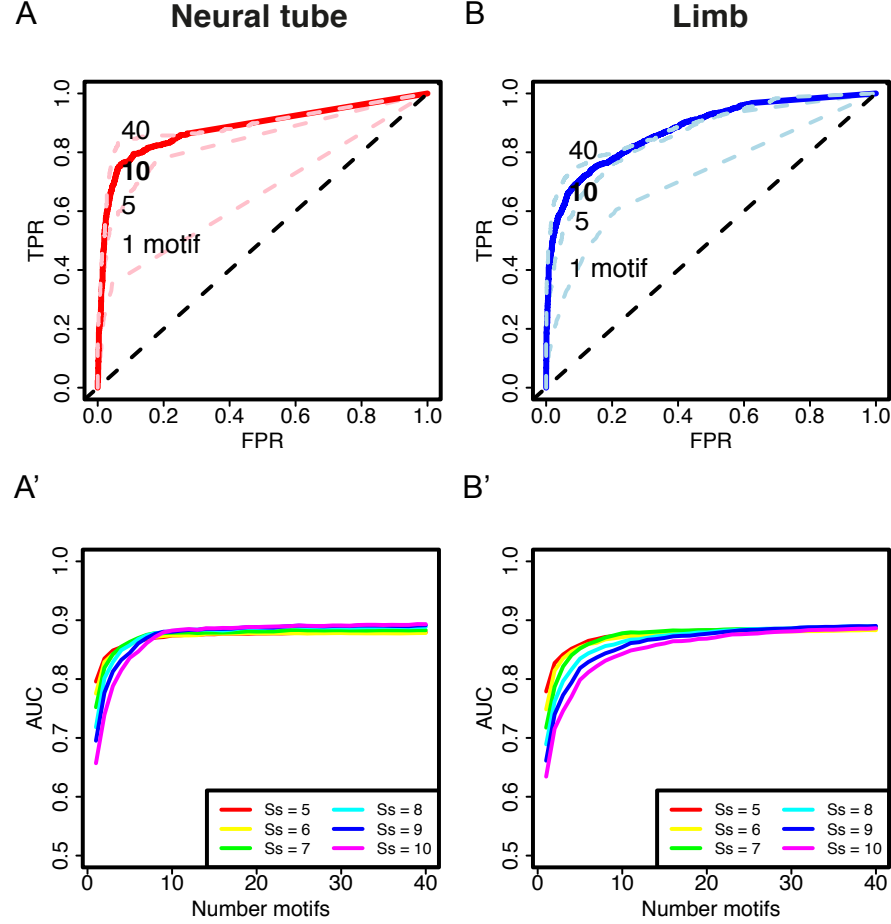 A Neural tube
B Limb
TPR
1.0
0.8
0.6
0.4
0.2
0.0
40
10
5
1 motif
0.0 0.2 0.4 0.6 0.8 1.0
FPR
TPR
1.0
0.8
0.6
0.4
0.2
0.0
40
10
5
1 motif
0.0 0.2 0.4 0.6 0.8 1.0
FPR
A’
AUC
1.0
0.9
0.8
0.7
0.6
0.5
Ss = 5 Ss = 8
Ss = 6 Ss = 9
Ss = 7 Ss = 10
0 10 20 30 40
Number motifs
B’
AUC
1.0
0.9
0.8
0.7
0.6
0.5
Ss = 5 Ss = 8
Ss = 6 Ss = 9
Ss = 7 Ss = 10
0 10 20 30 40
Number motifs